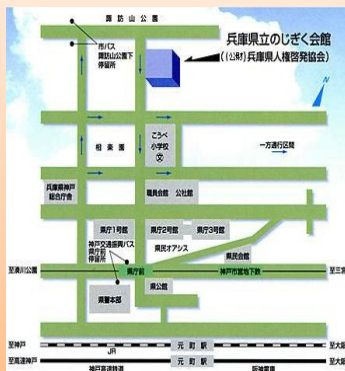 諏訪山公園
市バス
諏訪山公園下
停留所
兵庫県立のじぎく会館
((公財)兵庫県人権啓発協会)
N
相楽園
こうべ
小学校
文
一方通行区間
兵庫県神戸
総合庁舎
職員会館 公社館
県庁1号館
県庁2号館
県庁3号館
神戸交通振興バス
県庁前
停留所
県民オアシス
県民会館
至湊川公園
県庁前
神戸市営地下鉄
至三宮
県公館
県警本部
至神戸
JR
元町駅
至大阪
至高速神戸
元町駅
至大阪
神戸高速鉄道
阪神電車